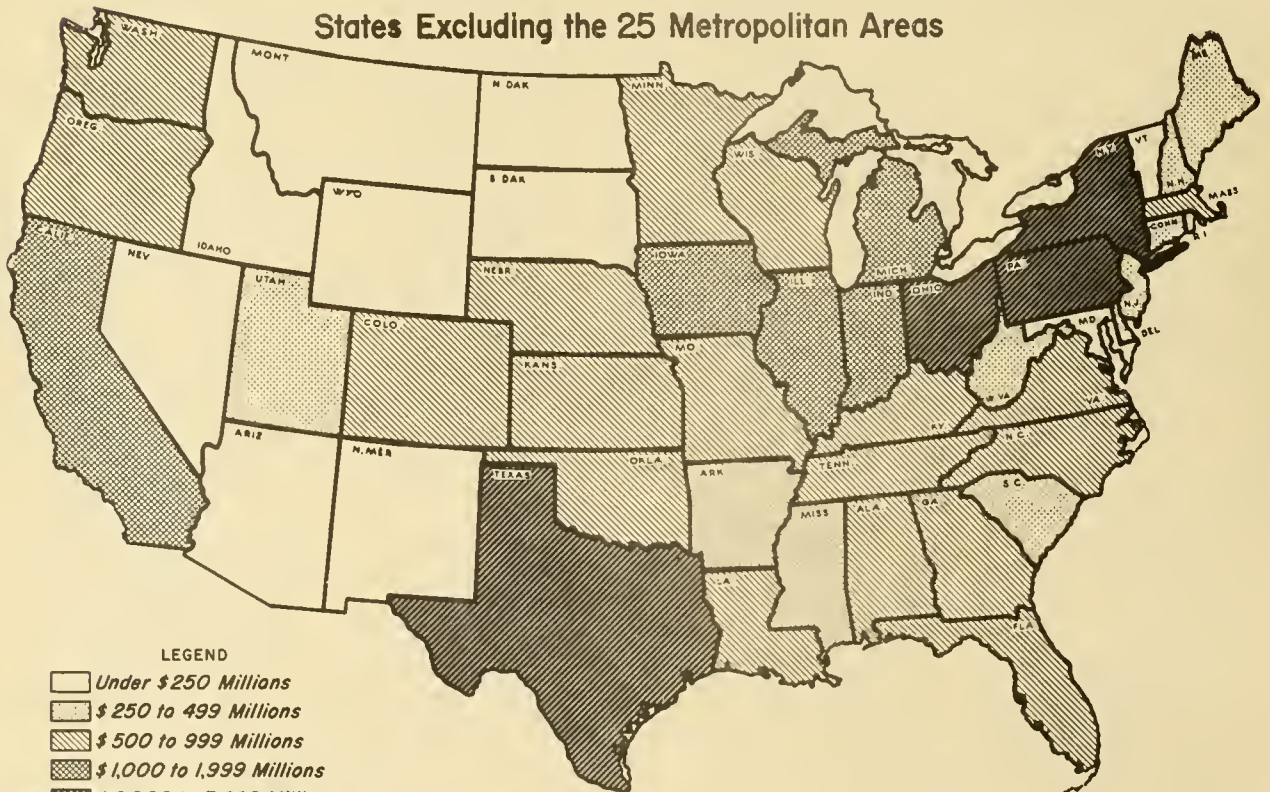 States Excluding the 25 Metropolitan Areas
WASH
MONT
N DAK
MINN
ME
OREG
WIS
N.Y.
VT
N.H.
MASS
S DAK
WYO
IDAHO
CONN
R I
CALIF
NEV
UTAH
NEBR
IOWA
MICH
PA
N.J.
ILL
IND
OHIO
MD
DEL
COLO
MO
KANS
W.VA
VA
KY
ARIZ
N. MEX
OKLA
TEXAS
ARK
TENN
N.C.
S.C.
MISS
ALA
GA
LA
FLA
LEGEND
Under $250 Millions
$ 250 to 499 Millions
$ 500 to 999 Millions
$ 1,000 to 1,999 Millions